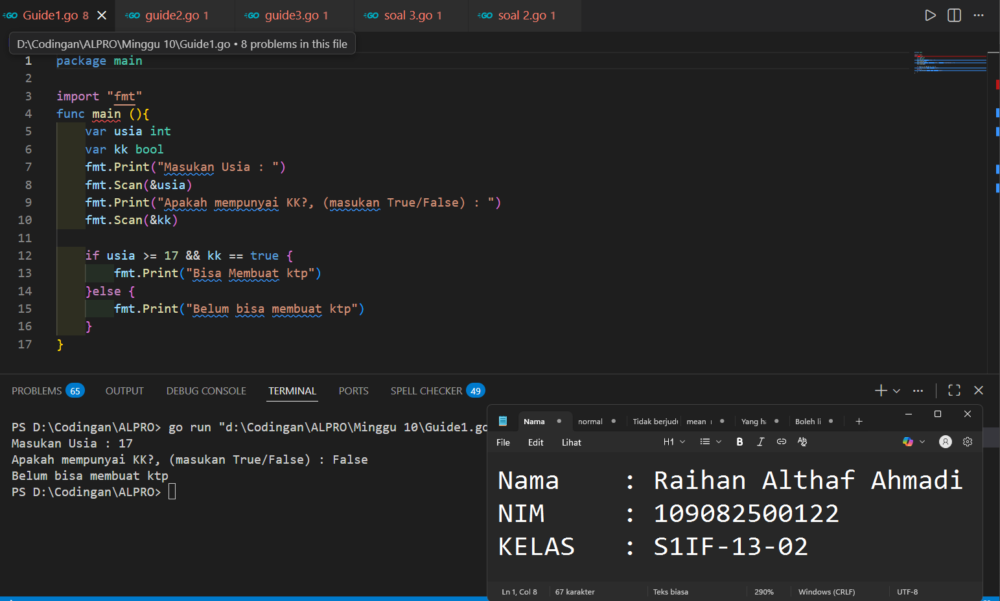 Guide1.go 8
guide2.go 1
guide3.go 1
soal 3.go 1
soal 2.go 1
D:\Codingan\ALPRO\Minggu 10\Guide1.go • 8 problems in this file
1 package main
2
3 import "fmt"
4 func main (){
5 var usia int
6 var kk bool
7 fmt.Print("Masukan Usia : ")
8 fmt.Scan(&usia)
9 fmt.Print("Apakah mempunyai KK?, (masukan True/False) : ")
10 fmt.Scan(&kk)
11
12 if usia >= 17 && kk == true {
13 fmt.Print("Bisa Membuat ktp")
14 }else {
15 fmt.Print("Belum bisa membuat ktp")
16 }
17 }
PROBLEMS 65 OUTPUT DEBUG CONSOLE TERMINAL PORTS SPELL CHECKER 49
PS D:\Codingan\ALPRO> go run "d:\Codingan\ALPRO\Minggu 10\Guide1.go
Masukan Usia : 17
Apakah mempunyai KK?, (masukan True/False) : False
Belum bisa membuat ktp
PS D:\Codingan\ALPRO>
Nama normal Tidak berjudu mean Yang ha Boleh li
File Edit Lihat H1 B I
Nama : Raihan Althaf Ahmadi
NIM : 109082500122
KELAS : S1IF-13-02
Ln 1, Col 8 67 karakter Teks biasa 290% Windows (CRLF) UTF-8